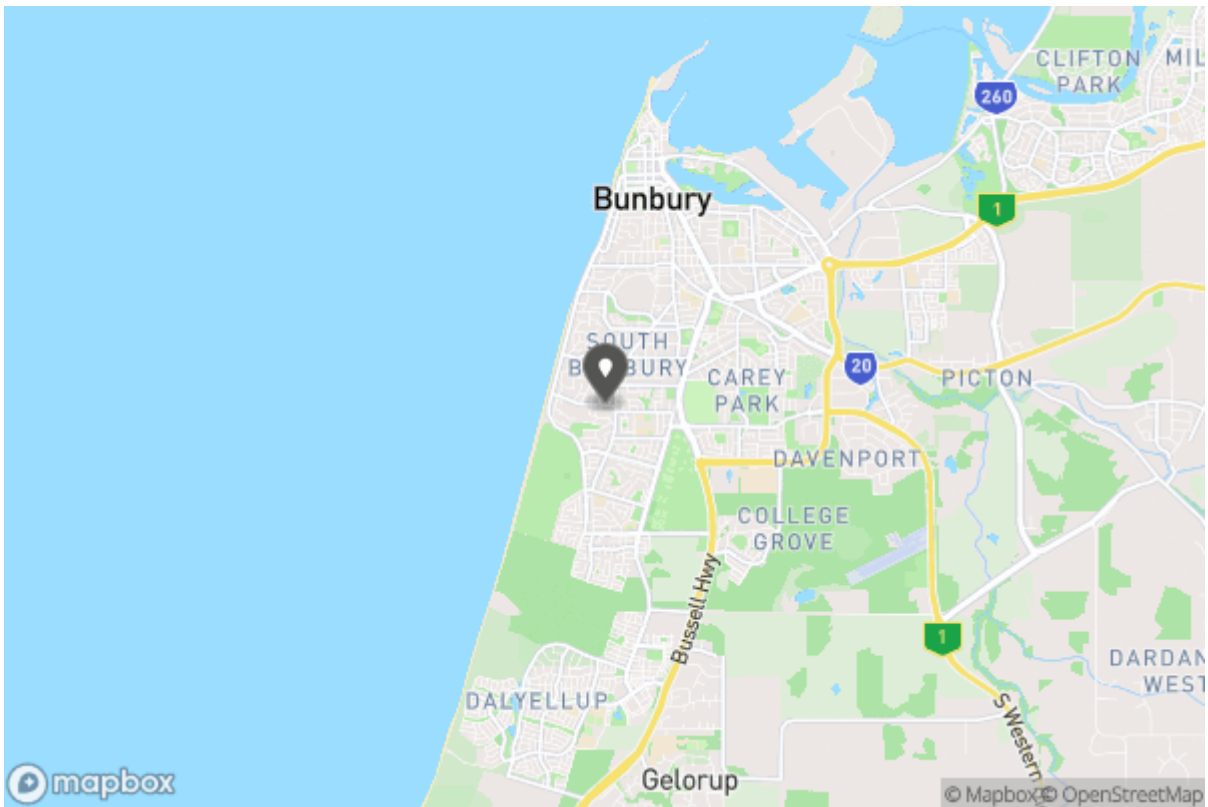 CLIFTON
PARK
MIL
260
1
Bunbury
SOUTH
BUNBURY
20
CAREY
PARK
PICTON
DAVENPORT
COLLEGE
GROVE
Bussell Hwy
1
DARDAN
WEST
S Western
DALYELLUP
Gelorup
mapbox
© Mapbox © OpenStreetMap